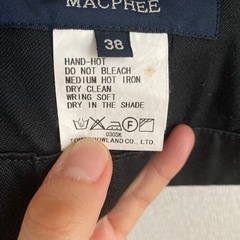 MACPHEE
38
HAND-HOT
DO NOT BLEACH
MEDIUM HOT IRON
DRY CLEAN
WRING SOFT
DRY IN THE SHADE
F
TOMORROWLAND CO., LTD.